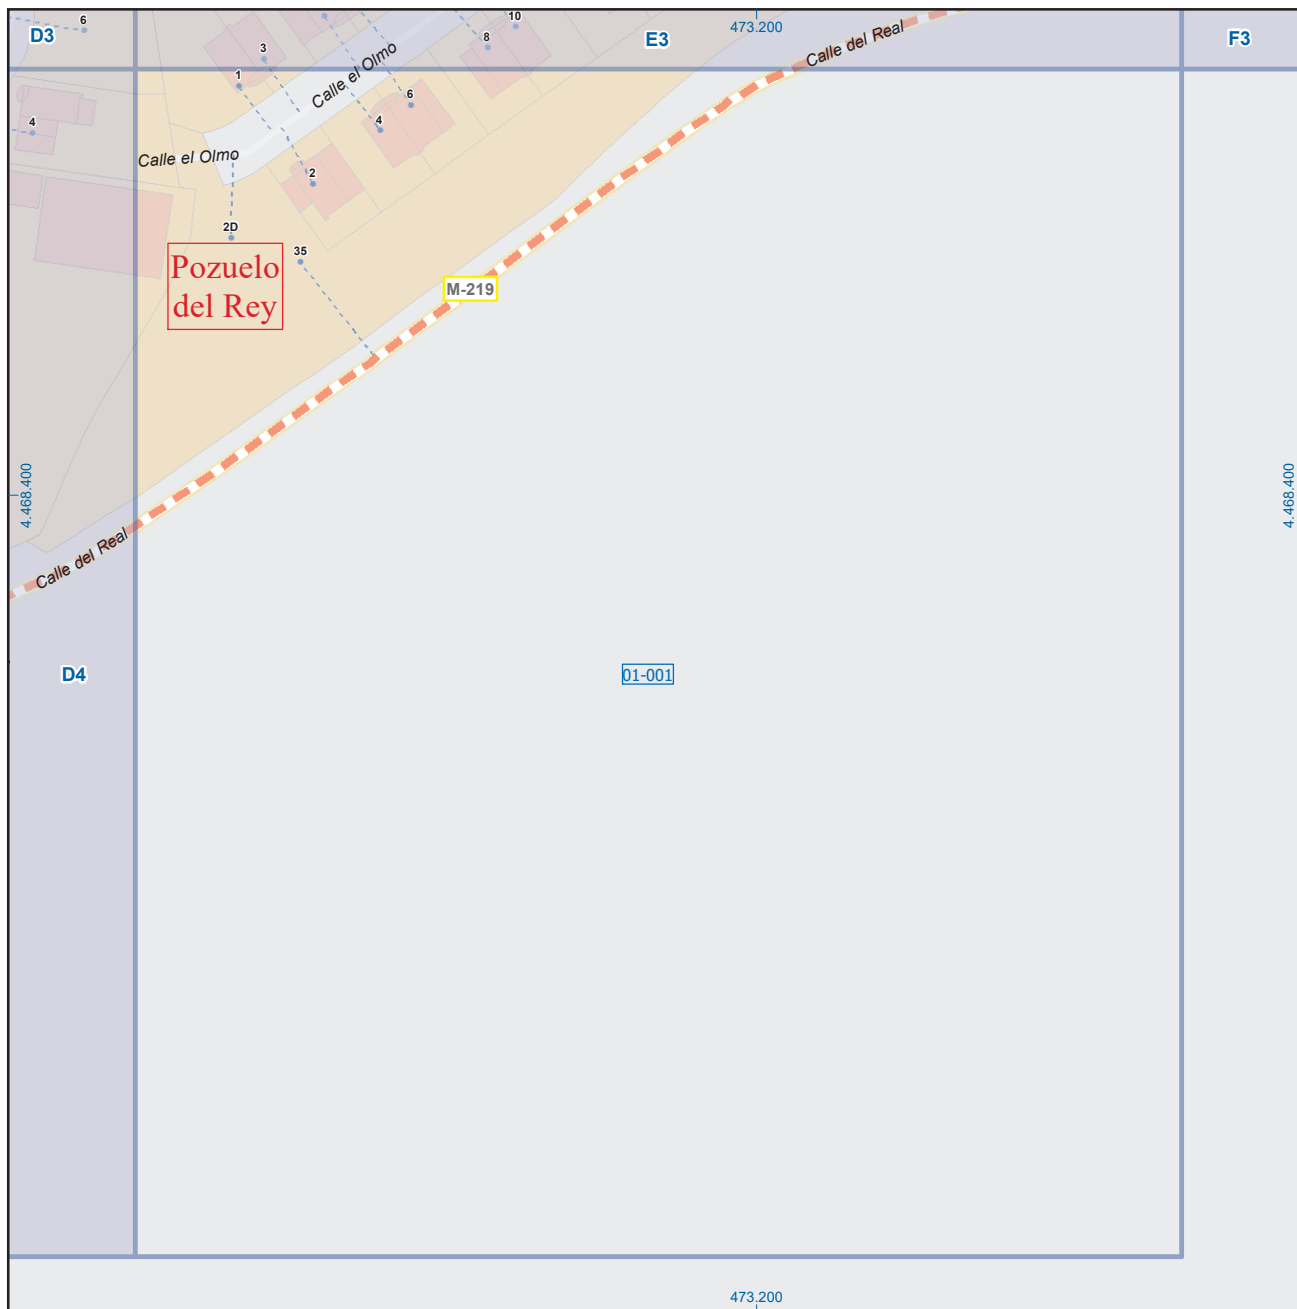 6
D3
10
473.200
E3
F3
8
3
Calle del Real
1
Calle el Olmo
6
4
4
Calle el Olmo
2
2D
35
Pozuelo
del Rey
M-219
4.468.400
4.468.400
Calle del Real
D4
01-001
473.200